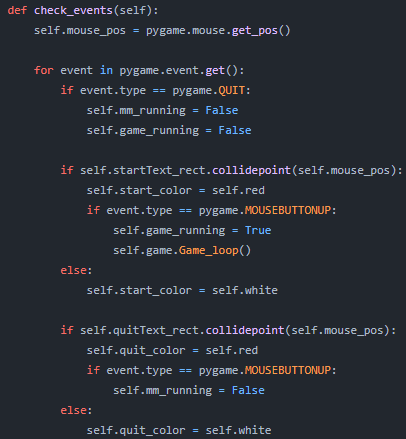 def check_events(self):
    self.mouse_pos = pygame.mouse.get_pos()

    for event in pygame.event.get():
        if event.type == pygame.QUIT:
            self.mm_running = False
            self.game_running = False

        if self.startText_rect.collidepoint(self.mouse_pos):
            self.start_color = self.red
            if event.type == pygame.MOUSEBUTTONUP:
                self.game_running = True
                self.game.Game_loop()
        else:
            self.start_color = self.white

        if self.quitText_rect.collidepoint(self.mouse_pos):
            self.quit_color = self.red
            if event.type == pygame.MOUSEBUTTONUP:
                self.mm_running = False
        else:
            self.quit_color = self.white